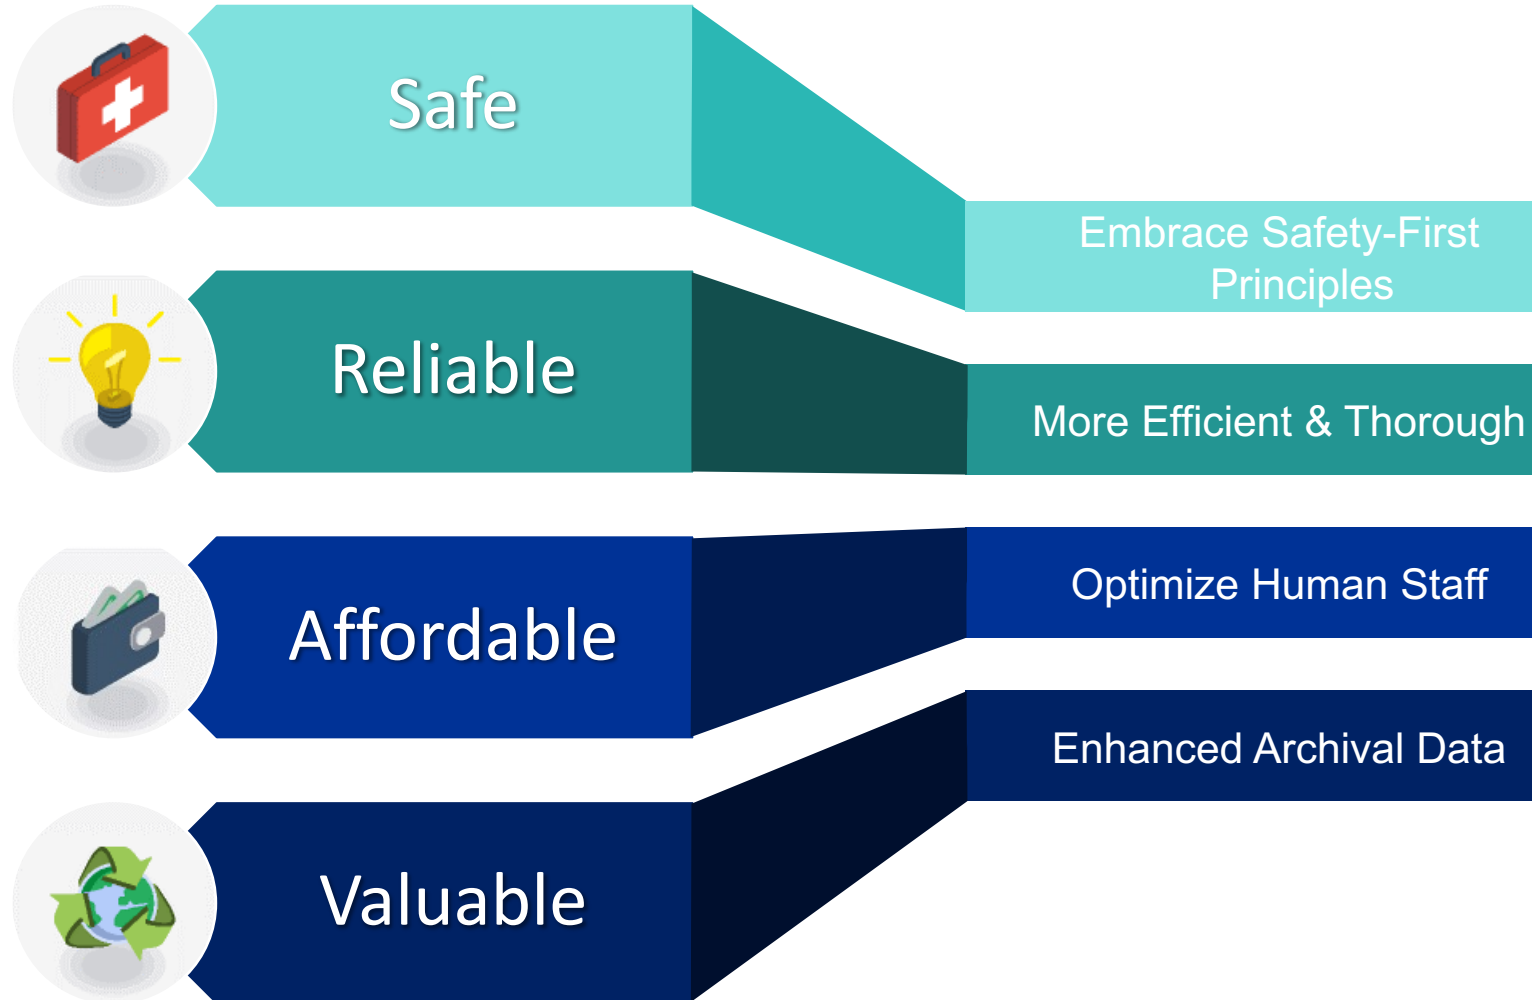 Safe
Embrace Safety-First
Principles
Reliable
More Efficient & Thorough
Affordable
Optimize Human Staff
Valuable
Enhanced Archival Data